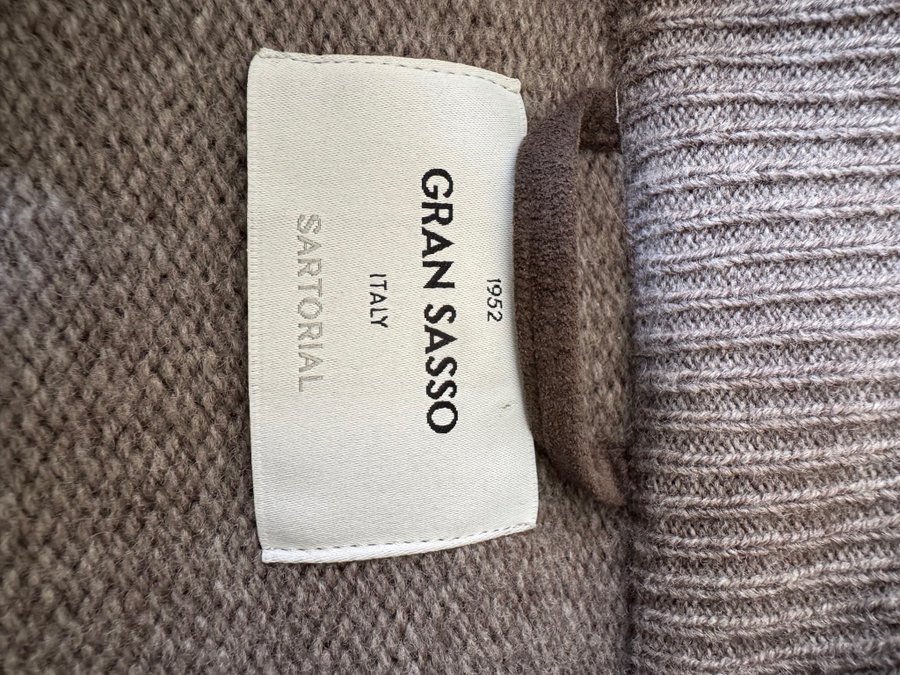 1952
GRAN SASSO
ITALY
SARTORIAL